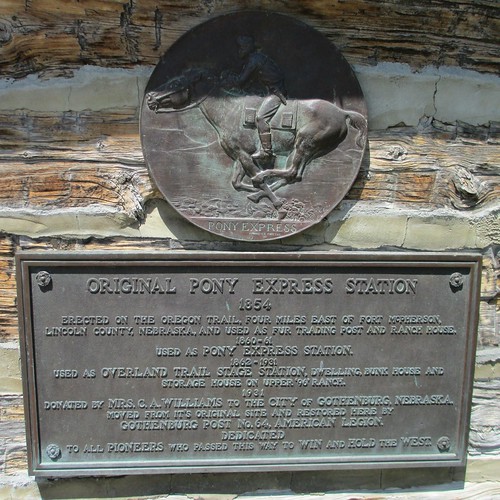 PONY EXPRESS
ORIGINAL PONY EXPRESS STATION
1854
ERECTED ON THE OREGON TRAIL, FOUR MILES EAST OF FORT MCPHERSON,
LINCOLN COUNTY, NEBRASKA, AND USED AS FUR TRADING POST AND RANCH HOUSE.
1860-61
USED AS PONY EXPRESS STATION.
1862-1931
USED AS OVERLAND TRAIL STAGE STATION, DWELLING, BUNK HOUSE AND
STORAGE HOUSE ON UPPER "96" RANCH.
1931
DONATED BY MRS. C. A. WILLIAMS TO THE CITY OF GOTHENBURG, NEBRASKA.
MOVED FROM IT'S ORIGINAL SITE AND RESTORED HERE BY
GOTHENBURG POST NO. 64, AMERICAN LEGION.
DEDICATED
TO ALL PIONEERS WHO PASSED THIS WAY TO WIN AND HOLD THE WEST.